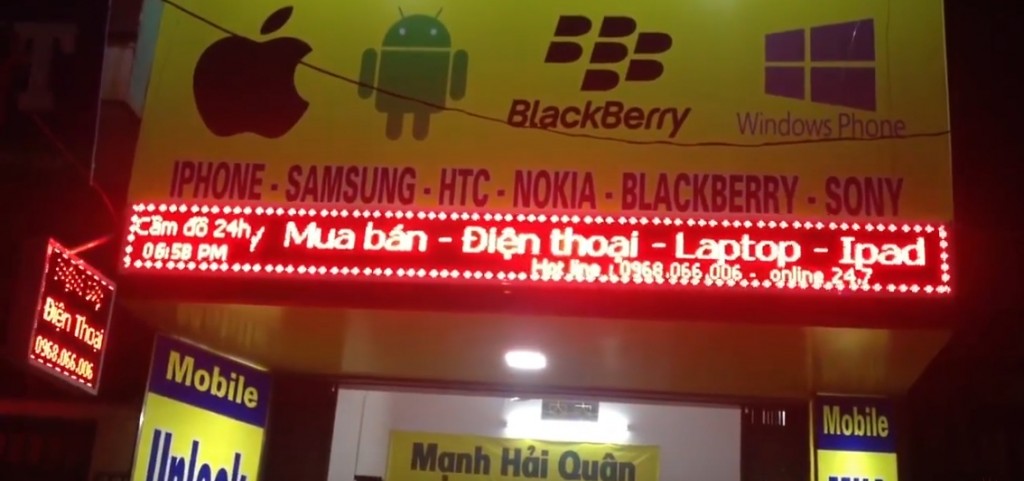 BlackBerry
Windows Phone
IPHONE - SAMSUNG - HTC - NOKIA - BLACKBERRY - SONY
Cầm đồ 24h/
06:58 PM
Mua bán - Điện thoại - Laptop - Ipad
Hot line : 0968.066.006 - online 24.7
Điện Thoại
0968.066.006
Mobile
Unlock
Mobile
Mạnh Hải Quân